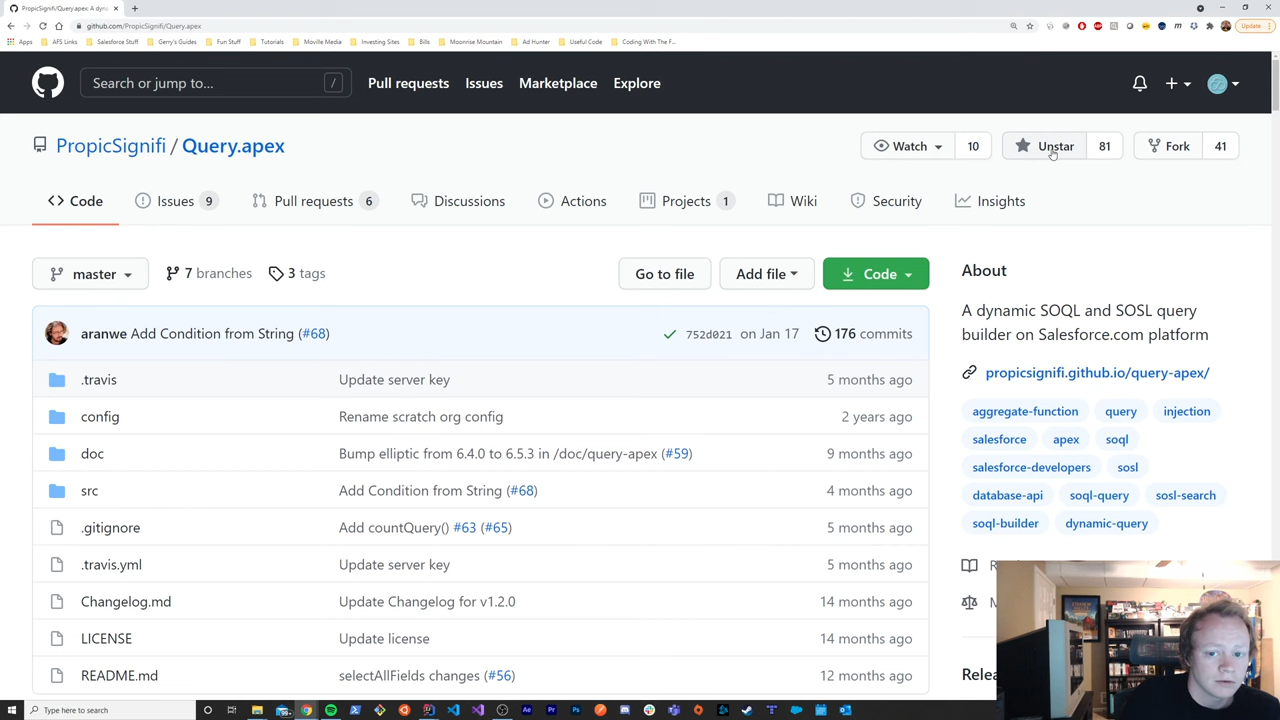 PropicSignifi/Query.apex: A dyna
github.com/PropicSignifi/Query.apex
Update
Apps
AFS Links
Salesforce Stuff
Gerry's Guides
Fun Stuff
Tutorials
Moville Media
Investing Sites
Bills
Moonrise Mountain
Ad Hunter
Useful Code
Coding With The F...
Search or jump to...
/
Pull requests
Issues
Marketplace
Explore
PropicSignifi / Query.apex
Watch
10
Unstar
81
Fork
41
Code
Issues 9
Pull requests 6
Discussions
Actions
Projects 1
Wiki
Security
Insights
master
7 branches
3 tags
Go to file
Add file
Code
aranwe Add Condition from String (#68)
752d021 on Jan 17
176 commits
.travis
Update server key
5 months ago
config
Rename scratch org config
2 years ago
doc
Bump elliptic from 6.4.0 to 6.5.3 in /doc/query-apex (#59)
9 months ago
src
Add Condition from String (#68)
4 months ago
.gitignore
Add countQuery() #63 (#65)
5 months ago
.travis.yml
Update server key
5 months ago
Changelog.md
Update Changelog for v1.2.0
14 months ago
LICENSE
Update license
14 months ago
README.md
selectAllFields changes (#56)
12 months ago
About
A dynamic SOQL and SOSL query
builder on Salesforce.com platform
propicsignifi.github.io/query-apex/
aggregate-function
query
injection
salesforce
apex
soql
salesforce-developers
sosl
database-api
soql-query
sosl-search
soql-builder
dynamic-query
Relea
Type here to search